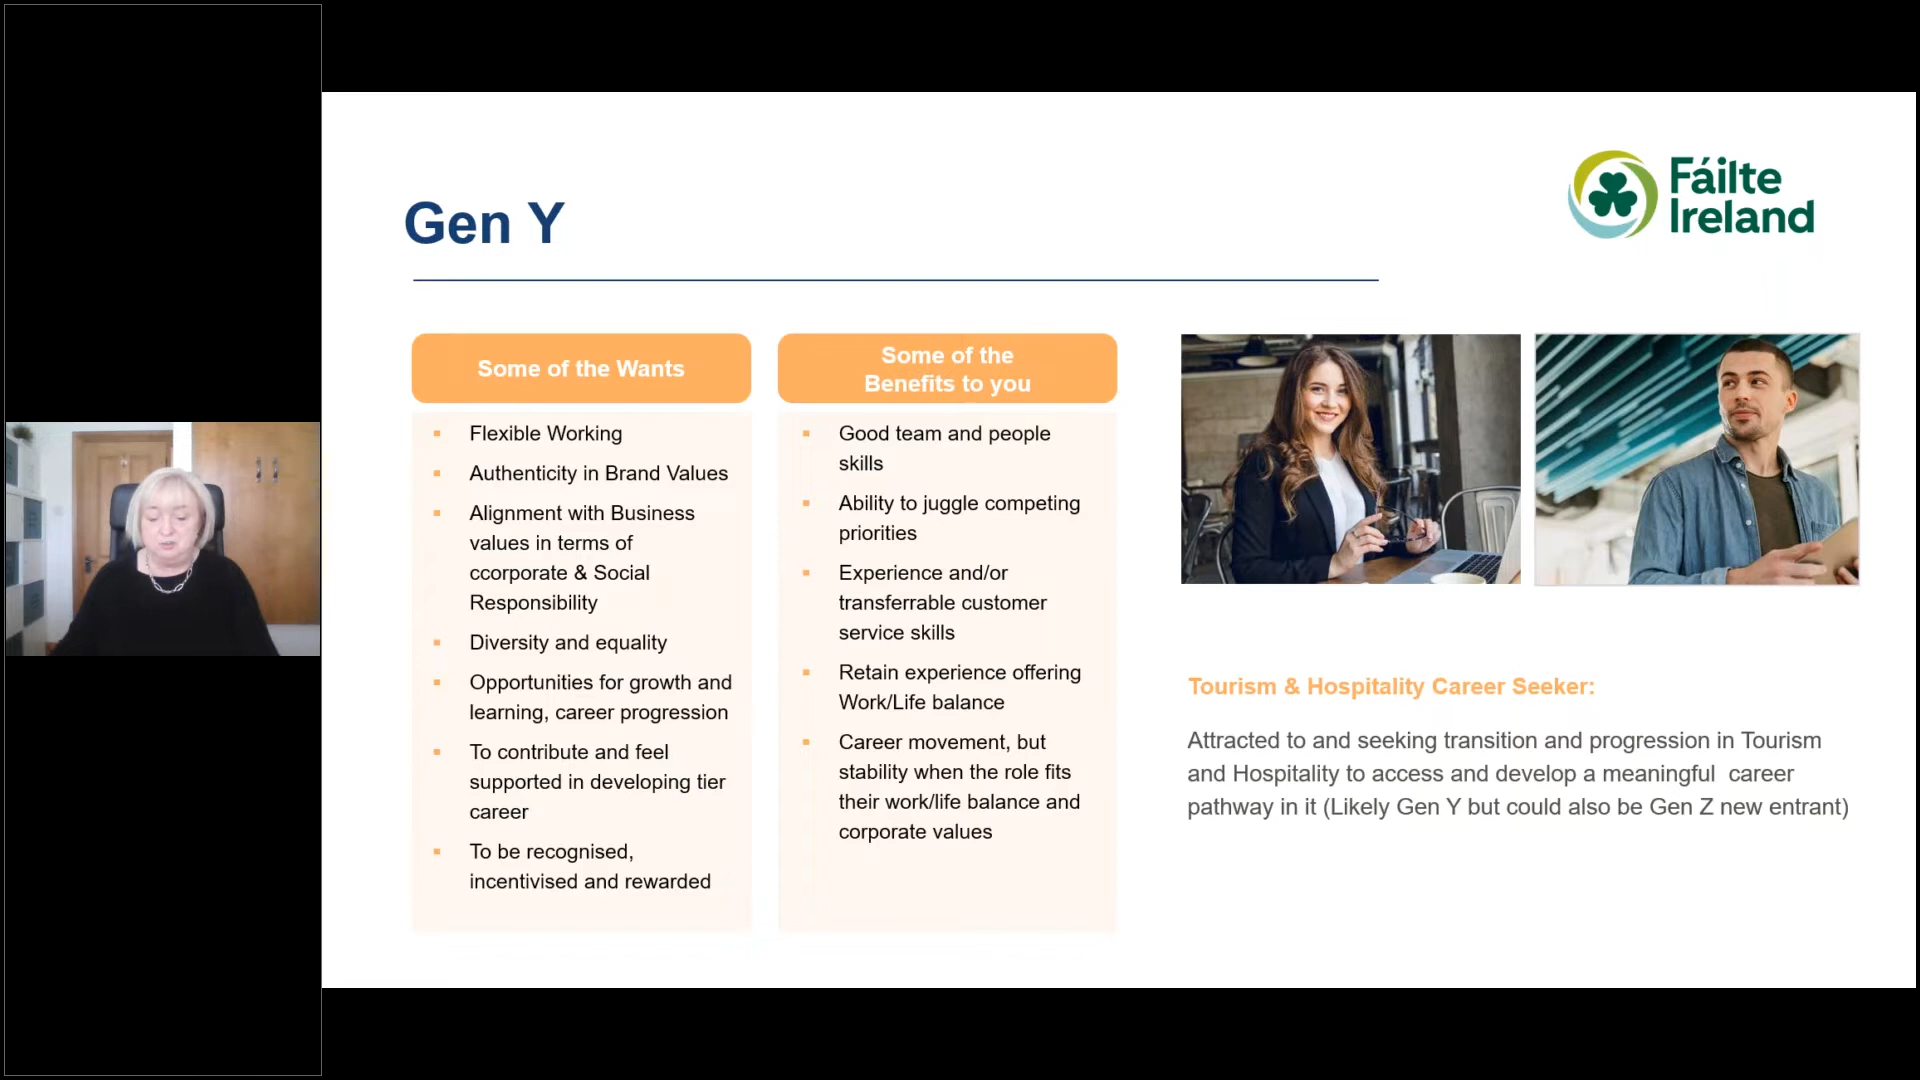 Gen Y
Fáilte
Ireland
Some of the Wants
Flexible Working
Authenticity in Brand Values
Alignment with Business
values in terms of
ccorporate & Social
Responsibility
Diversity and equality
Opportunities for growth and
learning, career progression
To contribute and feel
supported in developing tier
career
To be recognised,
incentivised and rewarded
Some of the
Benefits to you
Good team and people
skills
Ability to juggle competing
priorities
Experience and/or
transferrable customer
service skills
Retain experience offering
Work/Life balance
Career movement, but
stability when the role fits
their work/life balance and
corporate values
Tourism & Hospitality Career Seeker:
Attracted to and seeking transition and progression in Tourism
and Hospitality to access and develop a meaningful  career
pathway in it (Likely Gen Y but could also be Gen Z new entrant)